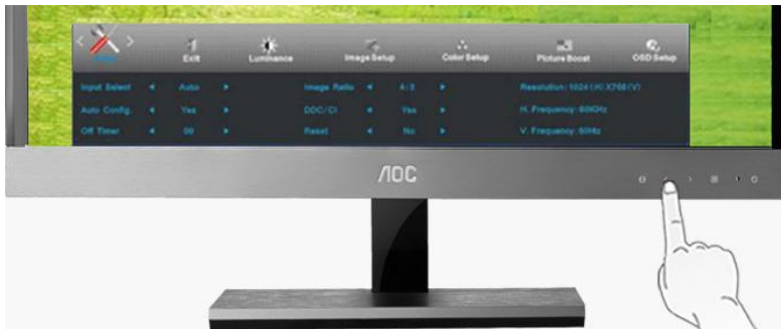 Exit
Luminance
Image Setup
Color Setup
Picture Boost
OSD Setup
Input Select Auto
Image Ratio 4:3
Resolution: 1024(H) X768(V)
Auto Config. Yes
DDC/CI Yes
H. Frequency: 60KHz
Off Timer 00
Reset No
V. Frequency: 60Hz
AOC